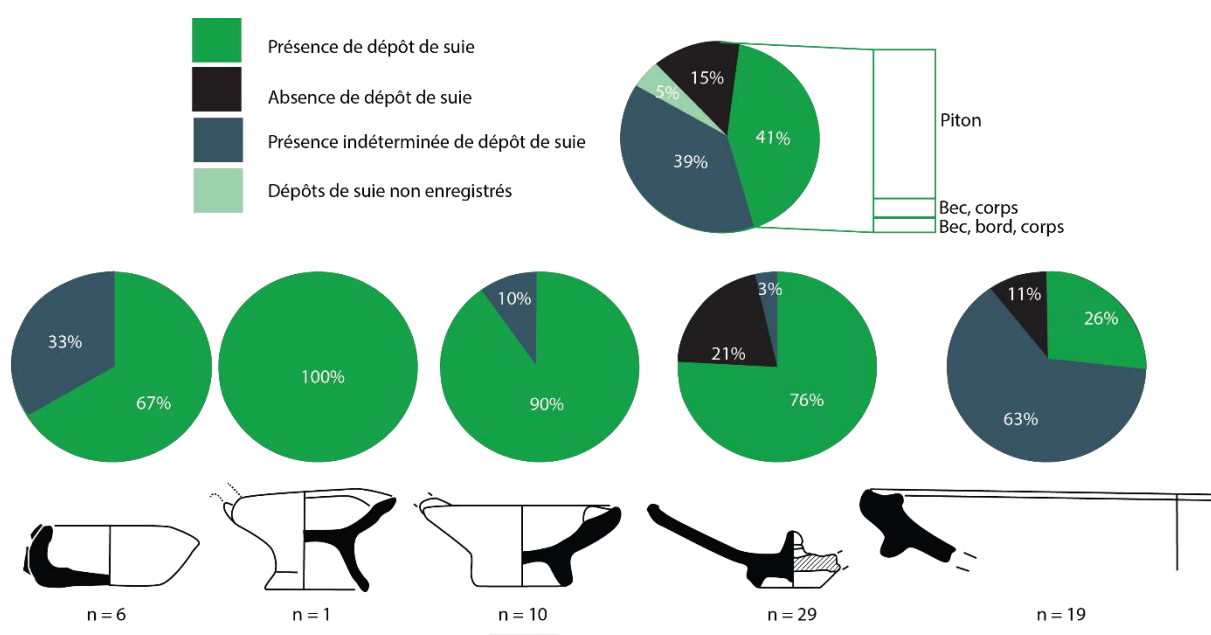 Présence de dépôt de suie
Absence de dépôt de suie
Présence indéterminée de dépôt de suie
Dépôts de suie non enregistrés
15%
5%
41%
39%
Piton
Bec, corps
Bec, bord, corps
33%
67%
100%
10%
90%
3%
21%
76%
11%
26%
63%
n = 6
n = 1
n = 10
n = 29
n = 19